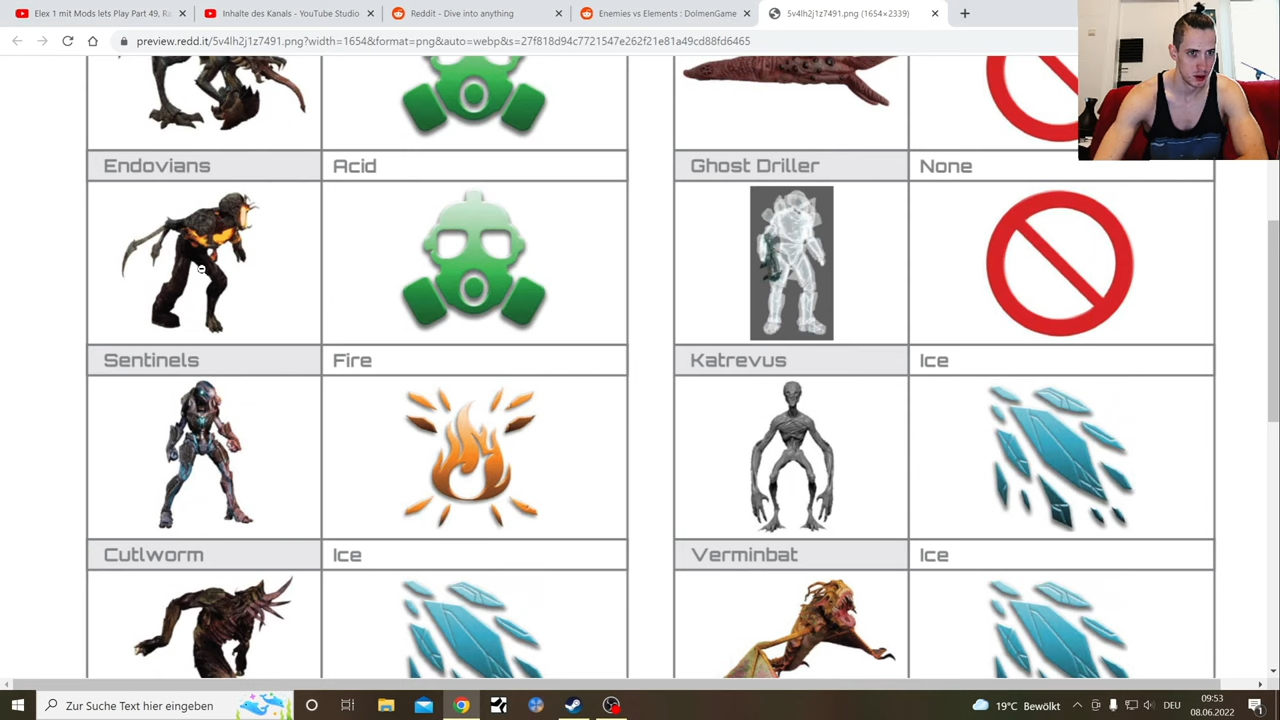 Elex 1 mit Mods lets Play Part 49, Ru
Inhalte des Kanals - YouTube Studio
Reddit - Dive into anything
Enemies vs Elements : DolmenGame
5v4lh2j1z7491.png (1654×2339)
preview.redd.it/5v4lh2j1z7491.png?width=1654&format=png&auto=webp&s=27f818d94c7721547e262f21e81a49cd88fd6465
Endovians Acid
Ghost Driller None
Sentinels Fire
Katrevus Ice
Cutlworm Ice
Verminbat Ice
Zur Suche Text hier eingeben
19°C Bewölkt
DEU
09:53
08.06.2022
1